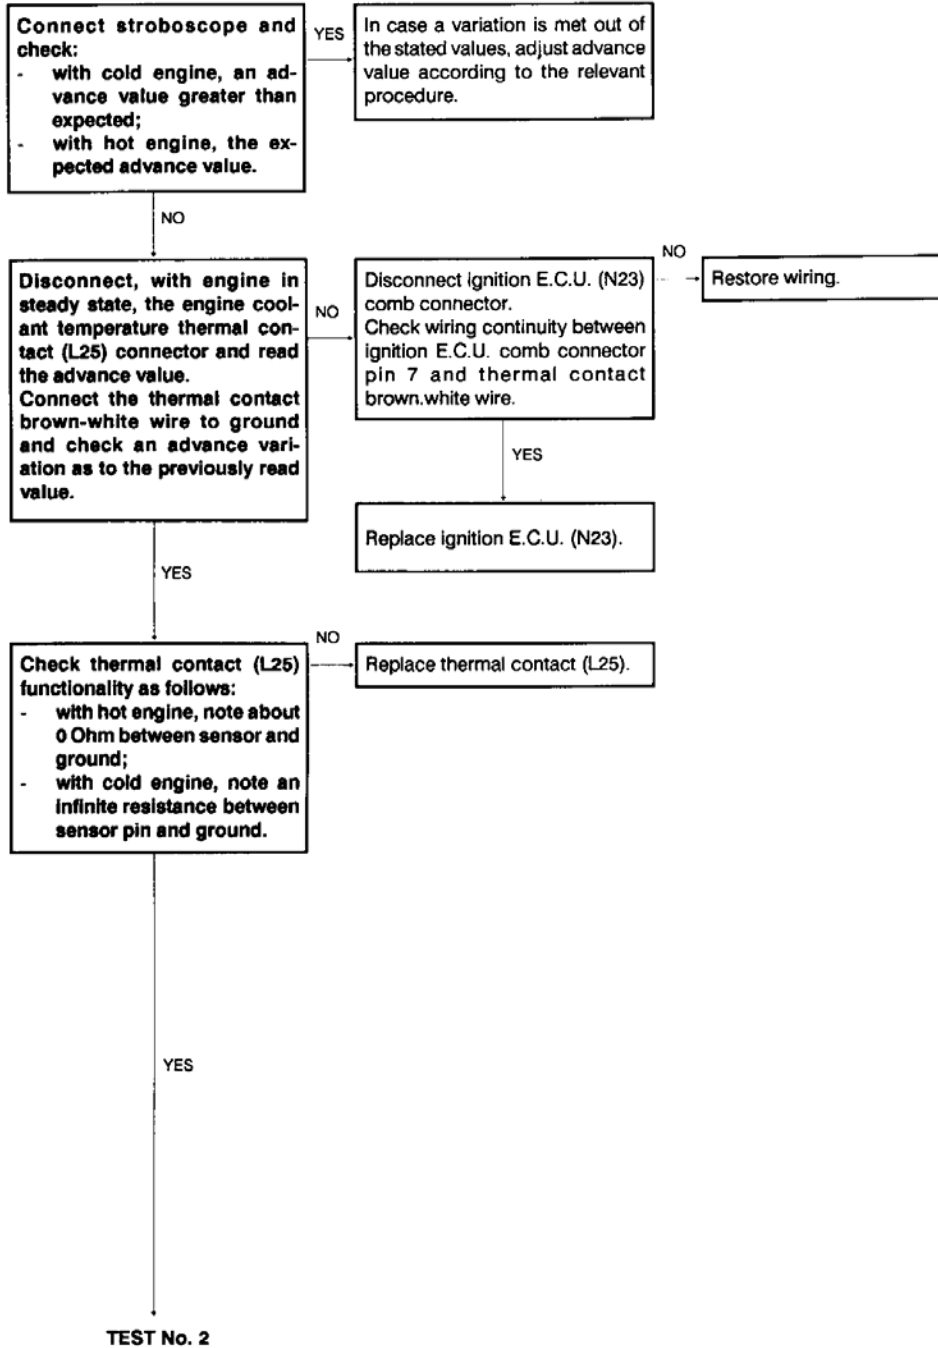 Connect stroboscope and
check:
- with cold engine, an ad-
vance value greater than
expected;
- with hot engine, the ex-
pected advance value.
YES
In case a variation is met out of
the stated values, adjust advance
value according to the relevant
procedure.
NO
Disconnect, with engine in
steady state, the engine cool-
ant temperature thermal con-
tact (L25) connector and read
the advance value.
Connect the thermal contact
brown-white wire to ground
and check an advance vari-
ation as to the previously read
value.
NO
Disconnect ignition E.C.U. (N23)
comb connector.
Check wiring continuity between
ignition E.C.U. comb connector
pin 7 and thermal contact
brown.white wire.
NO
Restore wiring.
YES
Replace ignition E.C.U. (N23).
YES
Check thermal contact (L25)
functionality as follows:
- with hot engine, note about
0 Ohm between sensor and
ground;
- with cold engine, note an
infinite resistance between
sensor pin and ground.
NO
Replace thermal contact (L25).
YES
TEST No. 2